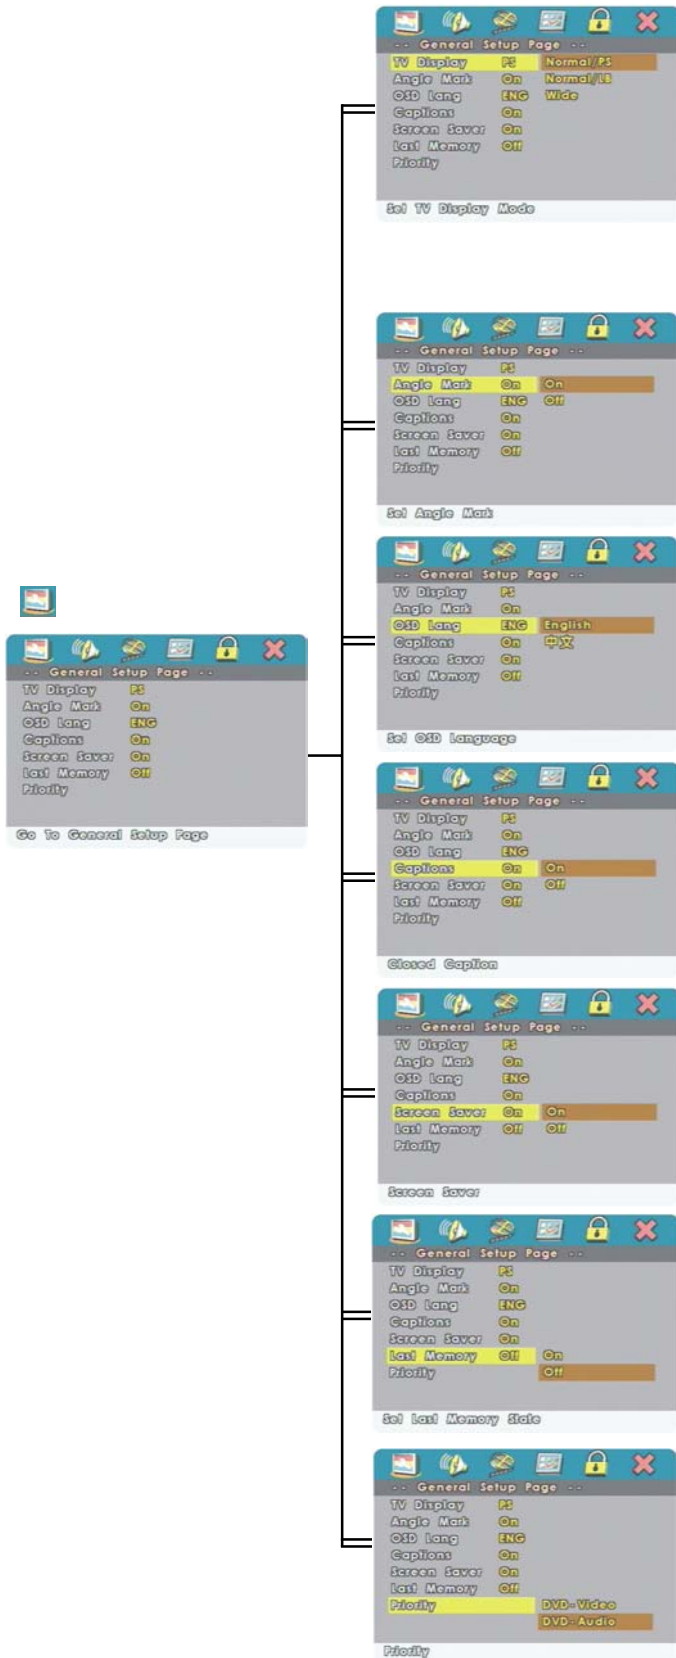 -- General Setup Page --
TV Display PS Normal/PS
Angle Mark On Normal/LB
OSD Lang ENG Wide
Captions On
Screen Saver On
Last Memory Off
Priority
Set TV Display Mode
-- General Setup Page --
TV Display PS
Angle Mark On On
OSD Lang ENG Off
Captions On
Screen Saver On
Last Memory Off
Priority
Set Angle Mark
-- General Setup Page --
TV Display PS
Angle Mark On
OSD Lang ENG English
Captions On 中文
Screen Saver On
Last Memory Off
Priority
Set OSD Language
-- General Setup Page --
TV Display PS
Angle Mark On
OSD Lang ENG
Captions On
Screen Saver On
Last Memory Off
Priority
Go To General Setup Page
-- General Setup Page --
TV Display PS
Angle Mark On
OSD Lang ENG
Captions On On
Screen Saver On Off
Last Memory Off
Priority
Closed Caption
-- General Setup Page --
TV Display PS
Angle Mark On
OSD Lang ENG
Captions On
Screen Saver On On
Last Memory Off Off
Priority
Screen Saver
-- General Setup Page --
TV Display PS
Angle Mark On
OSD Lang ENG
Captions On
Screen Saver On
Last Memory Off On
Priority Off
Set Last Memory State
-- General Setup Page --
TV Display PS
Angle Mark On
OSD Lang ENG
Captions On
Screen Saver On
Last Memory Off
Priority DVD-Video
DVD-Audio
Priority